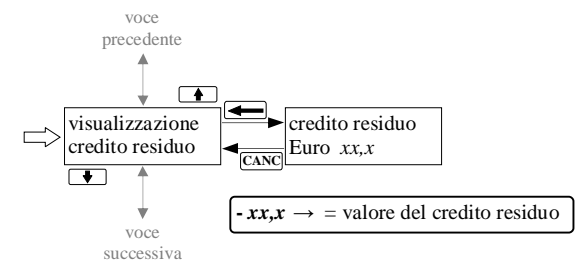 voce
precedente
visualizzazione
credito residuo
credito residuo
Euro xx,x
CANC
- xx,x → = valore del credito residuo
voce
successiva